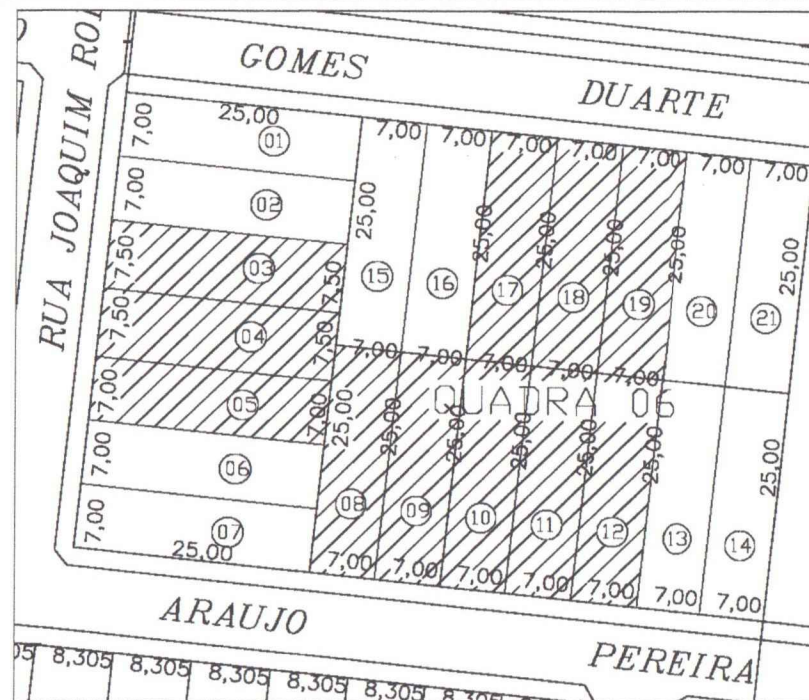 GOMES DUARTE
RUA JOAQUIM
7,00 25,00 01
7,00 02
7,50 03 7,50
7,50 04 7,50
7,00 05 7,00
7,00 06
7,00 07
25,00
7,00 7,00 7,00 7,00 7,00 7,00 7,00
25,00 25,00 25,00 25,00 25,00 25,00
15 16 17 18 19 20 21
7,00 7,00 7,00 7,00 7,00
QUADRA 06
25,00 25,00 25,00 25,00 25,00 25,00 25,00
08 09 10 11 12 13 14
7,00 7,00 7,00 7,00 7,00 7,00 7,00
ARAUJO PEREIRA
8,305 8,305 8,305 8,305 8,305